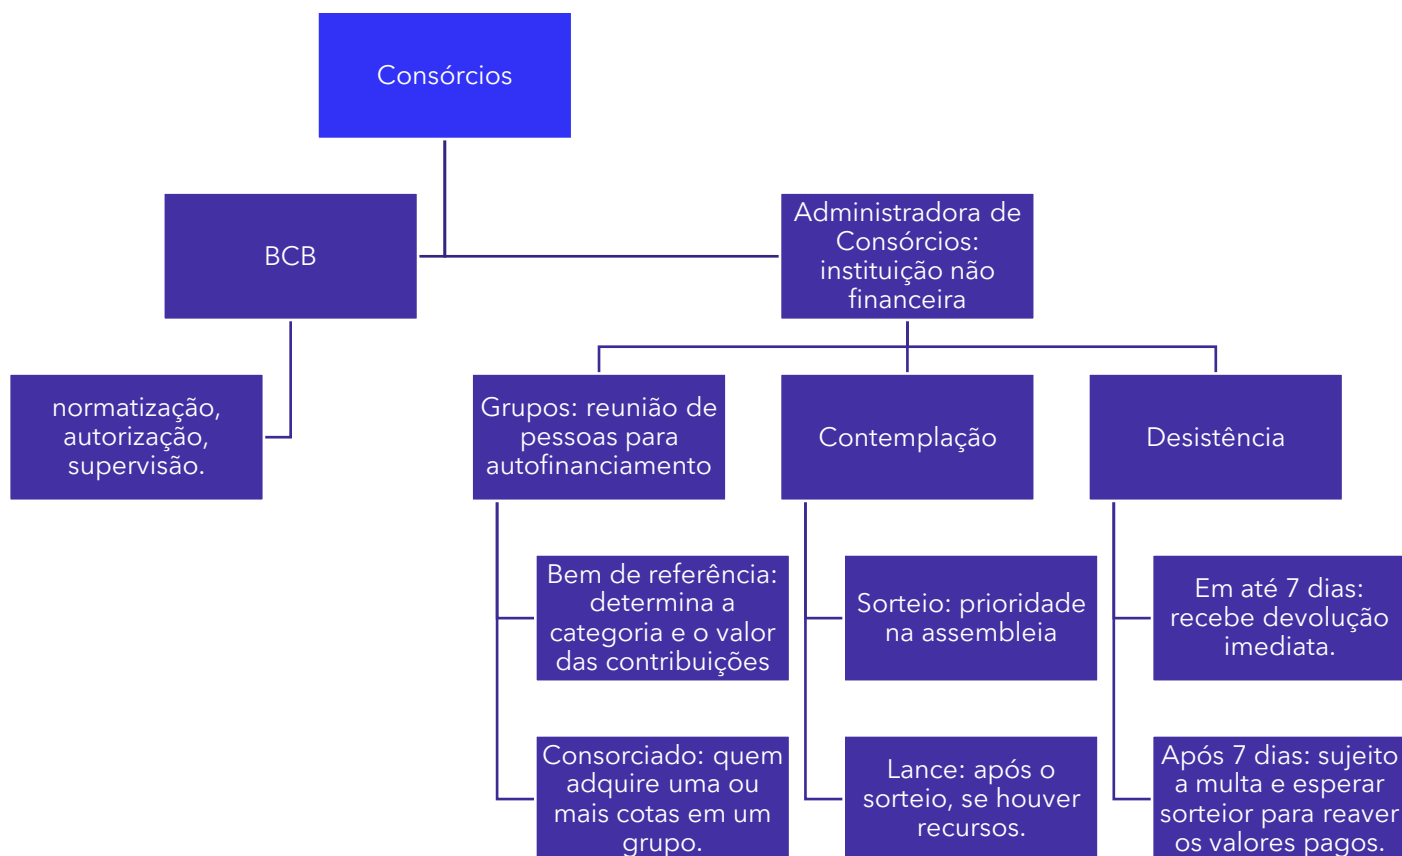 Consórcios
BCB
Administradora de
Consórcios:
instituição não
financeira
normatização,
autorização,
supervisão.
Grupos: reunião de
pessoas para
autofinanciamento
Contemplação
Desistência
Bem de referência:
determina a
categoria e o valor
das contribuições
Sorteio: prioridade
na assembleia
Em até 7 dias:
recebe devolução
imediata.
Consorciado: quem
adquire uma ou
mais cotas em um
grupo.
Lance: após o
sorteio, se houver
recursos.
Após 7 dias: sujeito
a multa e esperar
sorteior para reaver
os valores pagos.